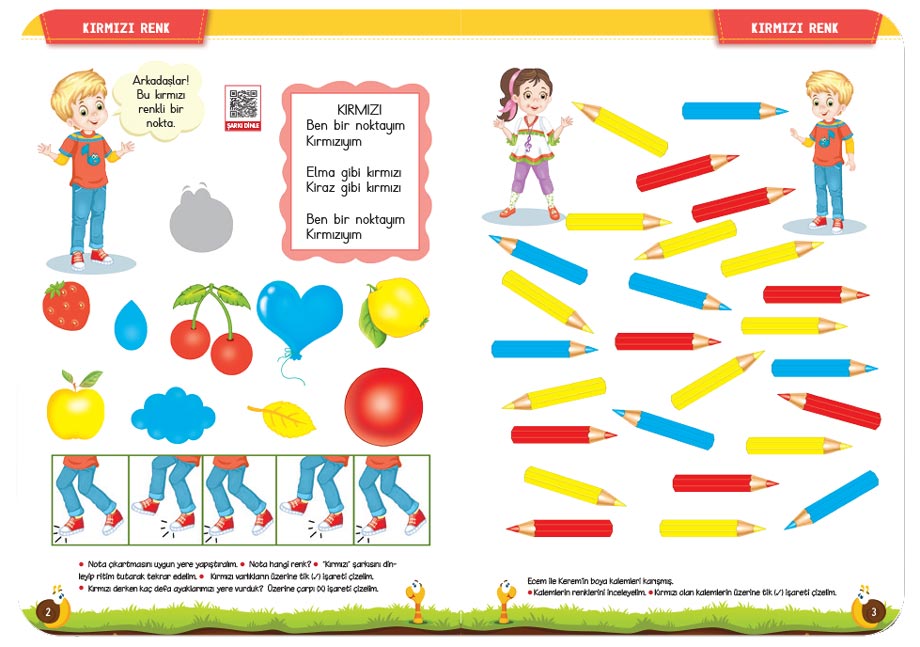 KIRMIZI RENK
Arkadaşlar!
Bu kırmızı
renkli bir
nokta.
ŞARKI DİNLE
KIRMIZI
Ben bir noktayım
Kırmızıyım
Elma gibi kırmızı
Kiraz gibi kırmızı
Ben bir noktayım
Kırmızıyım
• Nota çıkartmasını uygun yere yapıştıralım. • Nota hangi renk? • "Kırmızı" şarkısını din-
leyip ritim tutarak tekrar edelim. • Kırmızı varlıkların üzerine tik (✓) işareti çizelim.
• Kırmızı derken kaç defa ayaklarımızı yere vurduk? Üzerine çarpı (X) işareti çizelim.
2
KIRMIZI RENK
Ecem ile Kerem'in boya kalemleri karışmış.
• Kalemlerin renklerini inceleyelim. • Kırmızı olan kalemlerin üzerine tik (✓) işareti çizelim.
3